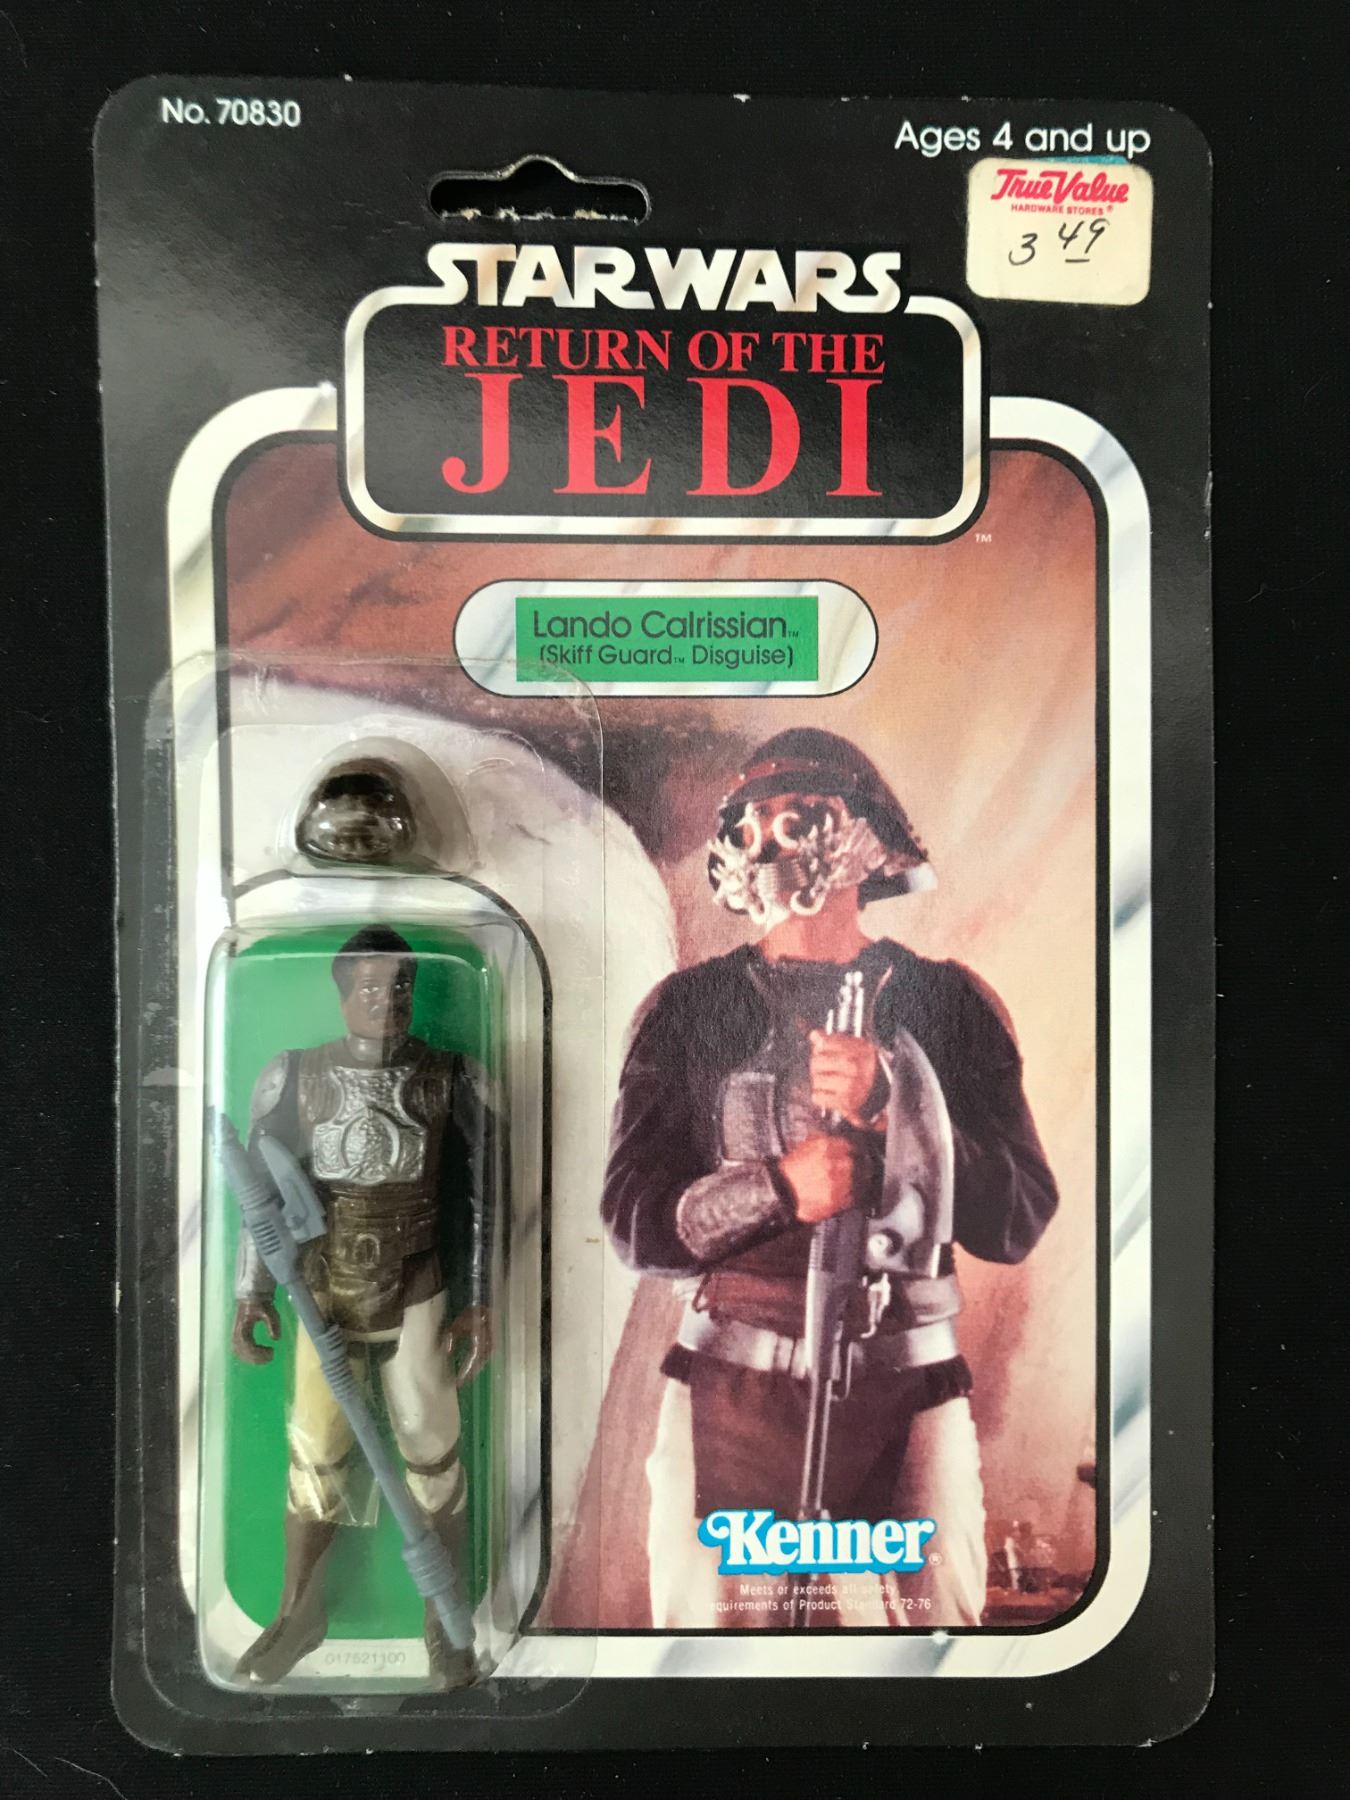 No. 70830
Ages 4 and up
True Value
HARDWARE STORES ®
3 49
STAR WARS
RETURN OF THE
JEDI
TM
Lando Calrissian™
(Skiff Guard™ Disguise)
Kenner®
Meets or exceeds all safety
requirements of Product Standard 72-76
017521100